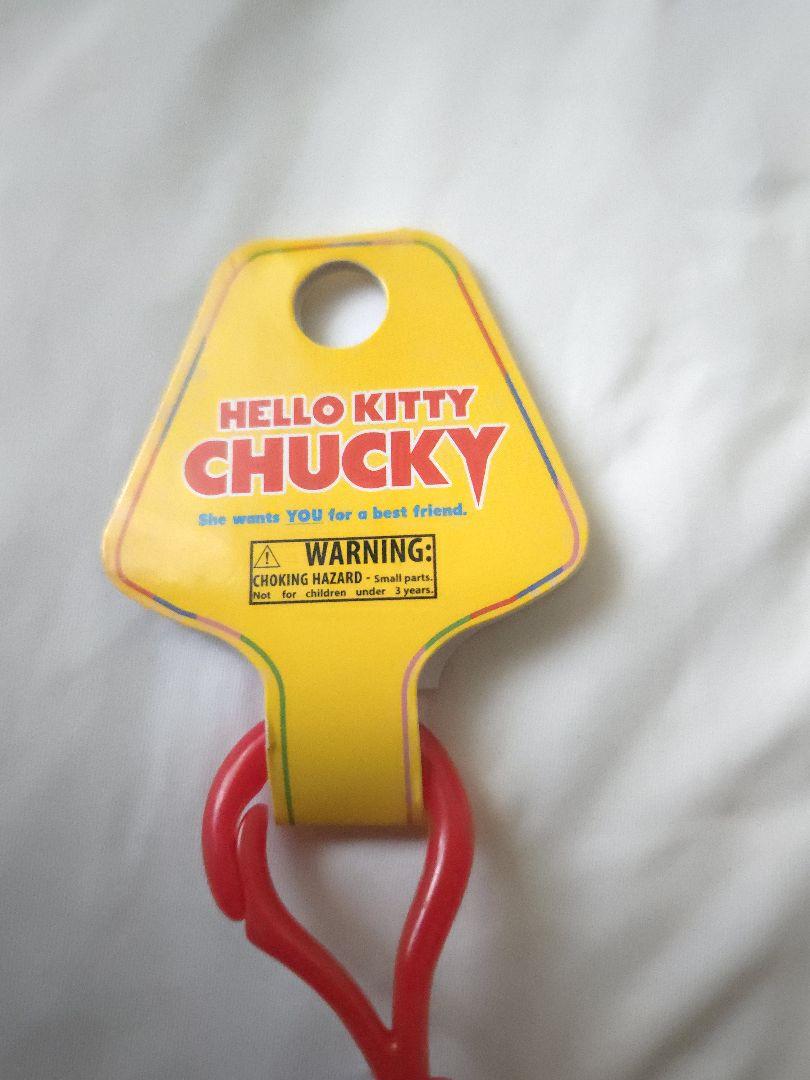 HELLO KITTY
CHUCKY
She wants YOU for a best friend.
WARNING:
CHOKING HAZARD - Small parts.
Not for children under 3 years.